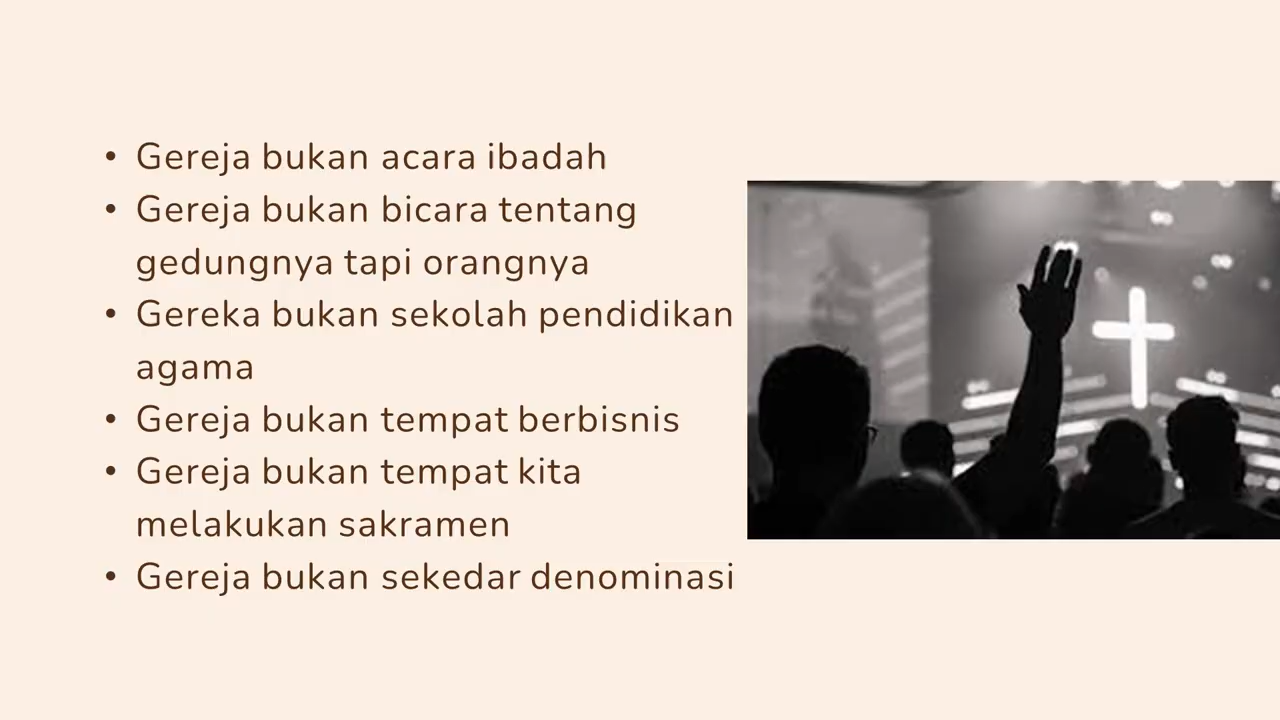 • Gereja bukan acara ibadah
• Gereja bukan bicara tentang
gedungnya tapi orangnya
• Gereka bukan sekolah pendidikan
agama
• Gereja bukan tempat berbisnis
• Gereja bukan tempat kita
melakukan sakramen
• Gereja bukan sekedar denominasi